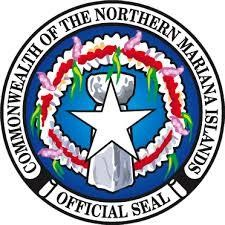 COMMONWEALTH OF THE NORTHERN MARIANA ISLANDS
OFFICIAL SEAL